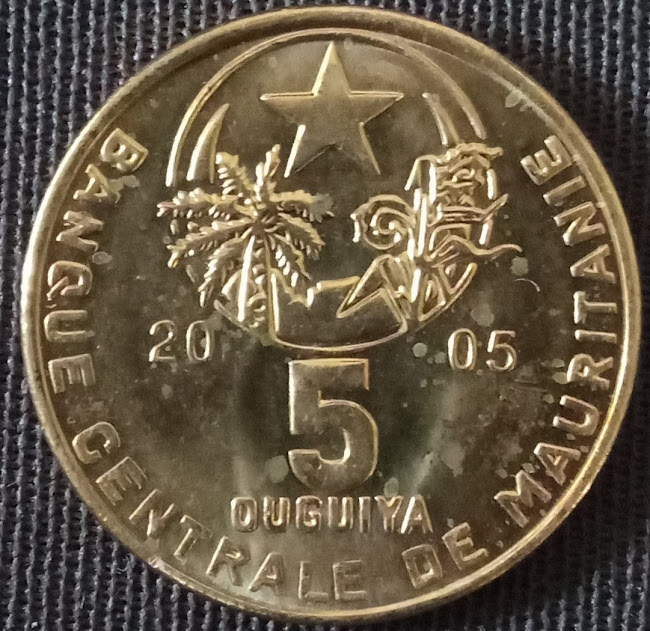 20 05
5
OUGUIYA
BANQUE CENTRALE DE MAURITANIE